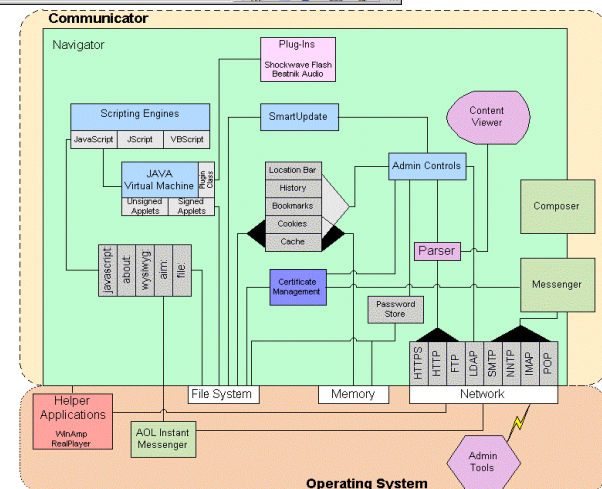 Communicator
Navigator
Plug-Ins
Shockwave Flash
Beatnik Audio
Scripting Engines
JavaScript
JScript
VBScript
SmartUpdate
Content
Viewer
JAVA
Virtual Machine
Plugin
Class
Unsigned
Applets
Signed
Applets
Location Bar
History
Bookmarks
Cookies
Cache
Admin Controls
Composer
Parser
javascript:
about:
wysiwyg:
aim:
file:
Certificate
Management
Messenger
Password
Store
HTTPS
HTTP
FTP
LDAP
SMTP
NNTP
IMAP
POP
File System
Memory
Network
Helper
Applications
WinAmp
RealPlayer
AOL Instant
Messenger
Admin
Tools
Operating System